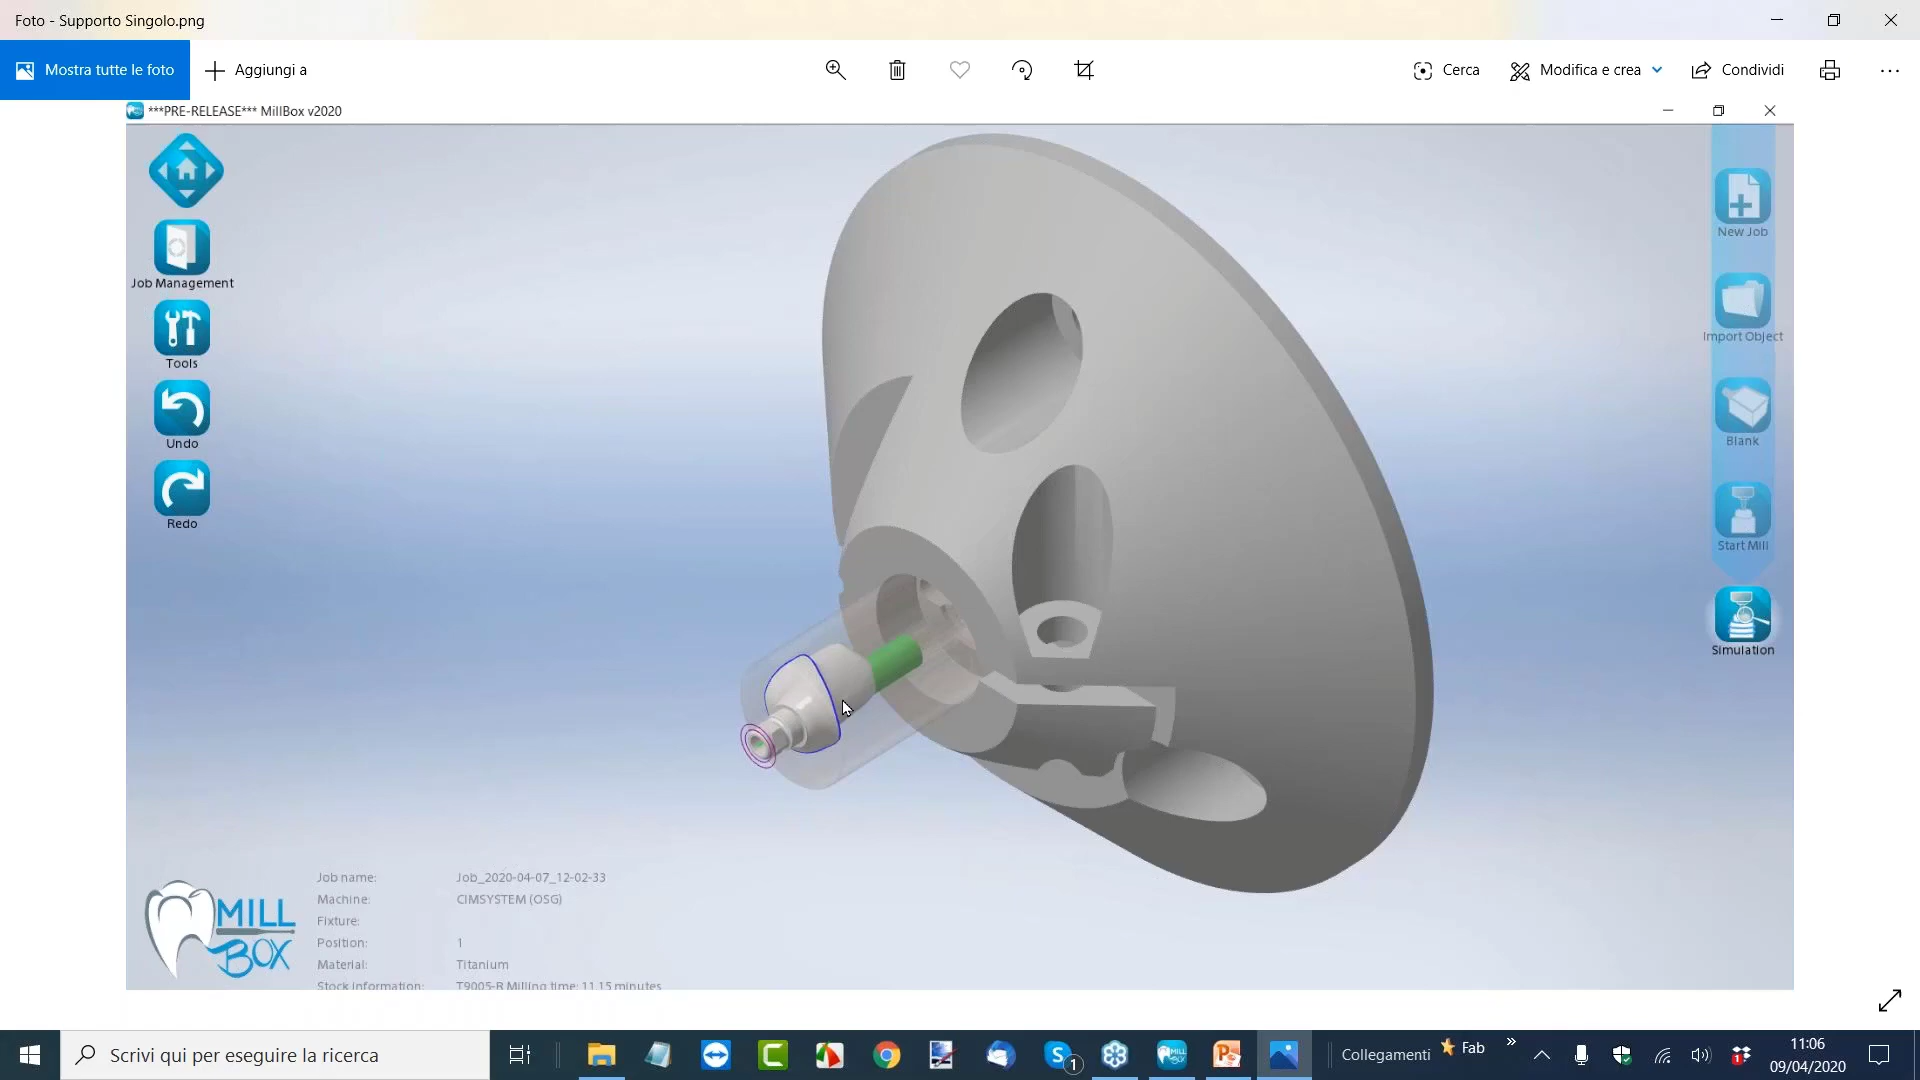 Foto - Supporto Singolo.png
Mostra tutte le foto
Aggiungi a
Cerca
Modifica e crea
Condividi
***PRE-RELEASE*** MillBox v2020
Job Management
Tools
Undo
Redo
New Job
Import Object
Blank
Start Mill
Simulation
MILL
BOX
Job name: Job_2020-04-07_12-02-33
Machine: CIMSYSTEM (OSG)
Fixture:
Position: 1
Material: Titanium
Stock information: T9005-R Milling time: 11.15 minutes
Scrivi qui per eseguire la ricerca
Collegamenti
Fab
11:06
09/04/2020